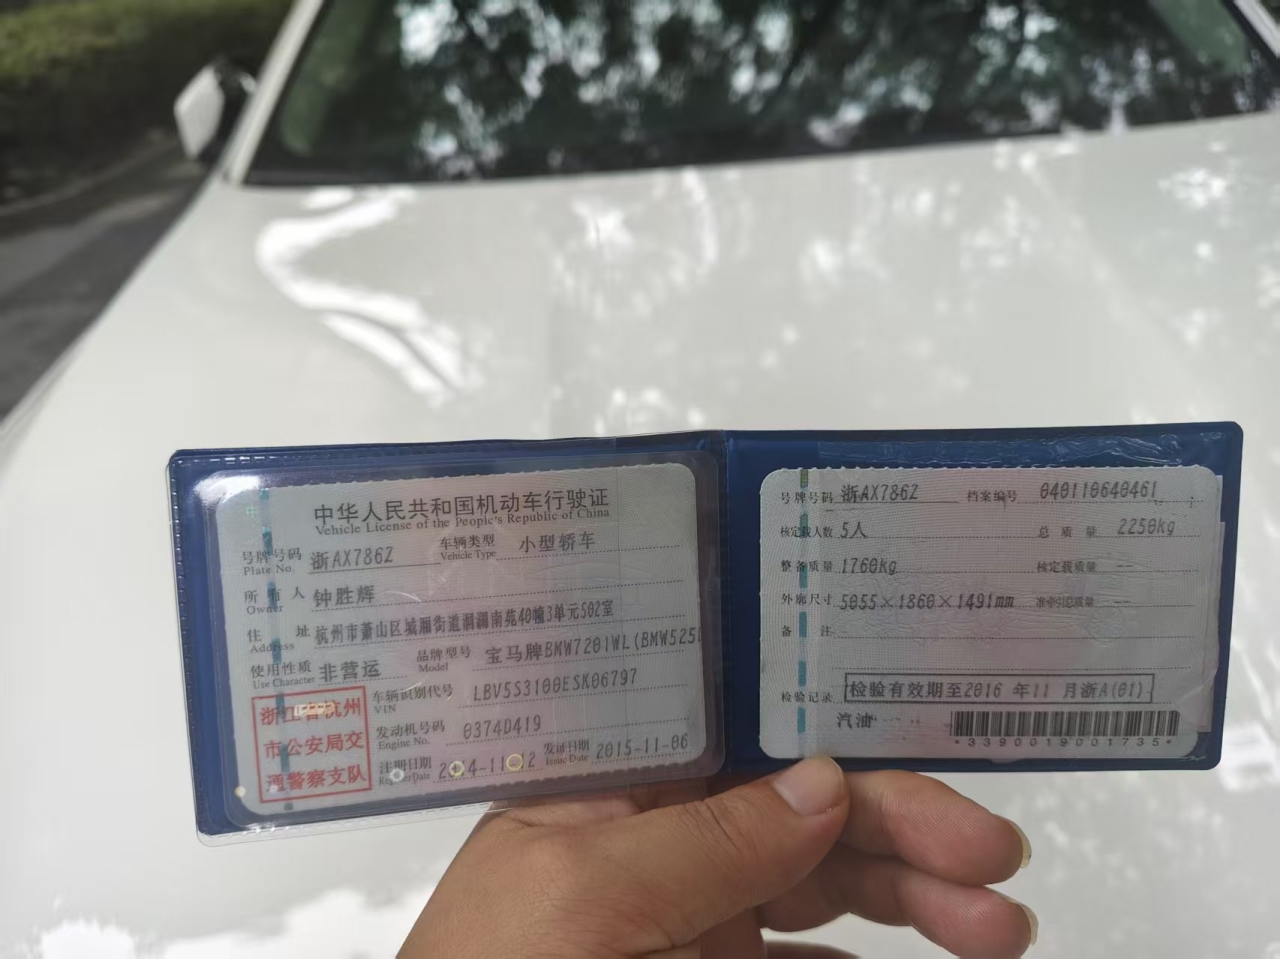 中华人民共和国机动车行驶证
Vehicle License of the People's Republic of China
号牌号码 浙AX786Z 车辆类型 小型轿车
Plate No. Vehicle Type
所有人 钟胜辉
Owner
住址 杭州市萧山区城厢街道湘湖南苑40幢3单元502室
Address
使用性质 非营运 品牌型号 宝马牌BMW7201WL(BMW525
Use Character Model
车辆识别代号 LBV5S3100ESK06797
VIN
发动机号码 0374D419
Engine No.
注册日期 发证日期 2015-11-06
Register Date Issue Date
浙江省杭州
市公安局交
通警察支队
号牌号码 浙AX786Z 档案编号 040110640461
核定载人数 5人 总质量 2250kg
整备质量 1760kg 核定载质量 --
外廓尺寸 5055×1860×1491mm 准牵引总质量 --
备注
检验记录 检验有效期至2016 年11 月浙A(01)
汽油
*3390019001735*